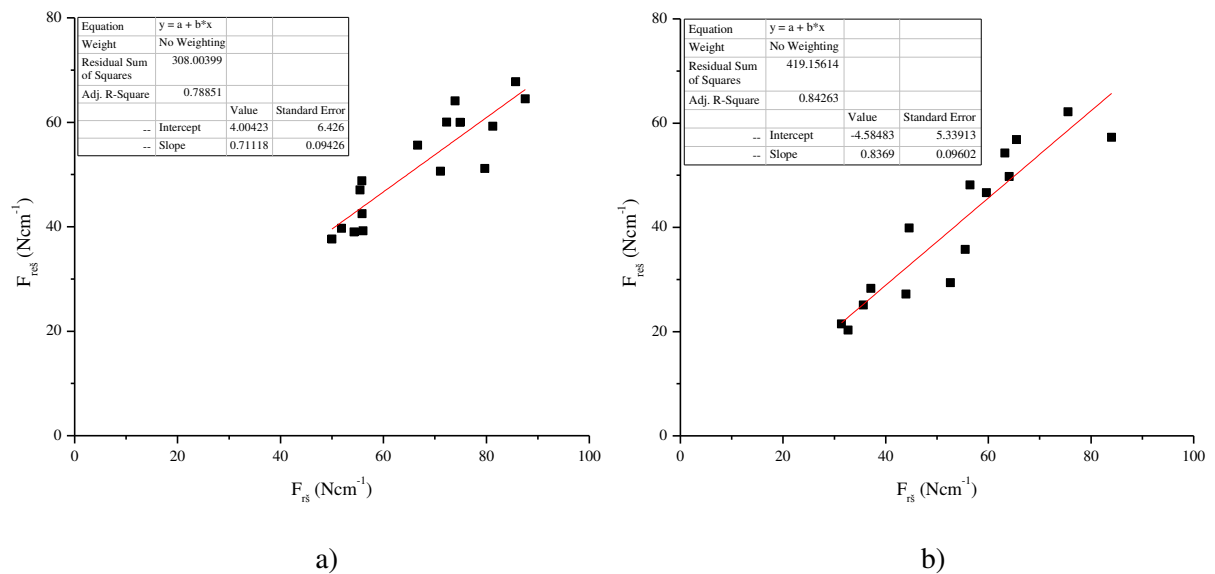 80
60
40
20
0
F_reš (Ncm⁻¹)
Equation y = a + b*x
Weight No Weighting
Residual Sum
of Squares 308.00399
Adj. R-Square 0.78851
Value Standard Error
-- Intercept 4.00423 6.426
-- Slope 0.71118 0.09426
0 20 40 60 80 100
F_rš (Ncm⁻¹)
a)
80
60
40
20
0
F_reš (Ncm⁻¹)
Equation y = a + b*x
Weight No Weighting
Residual Sum
of Squares 419.15614
Adj. R-Square 0.84263
Value Standard Error
-- Intercept -4.58483 5.33913
-- Slope 0.8369 0.09602
0 20 40 60 80 100
F_rš (Ncm⁻¹)
b)